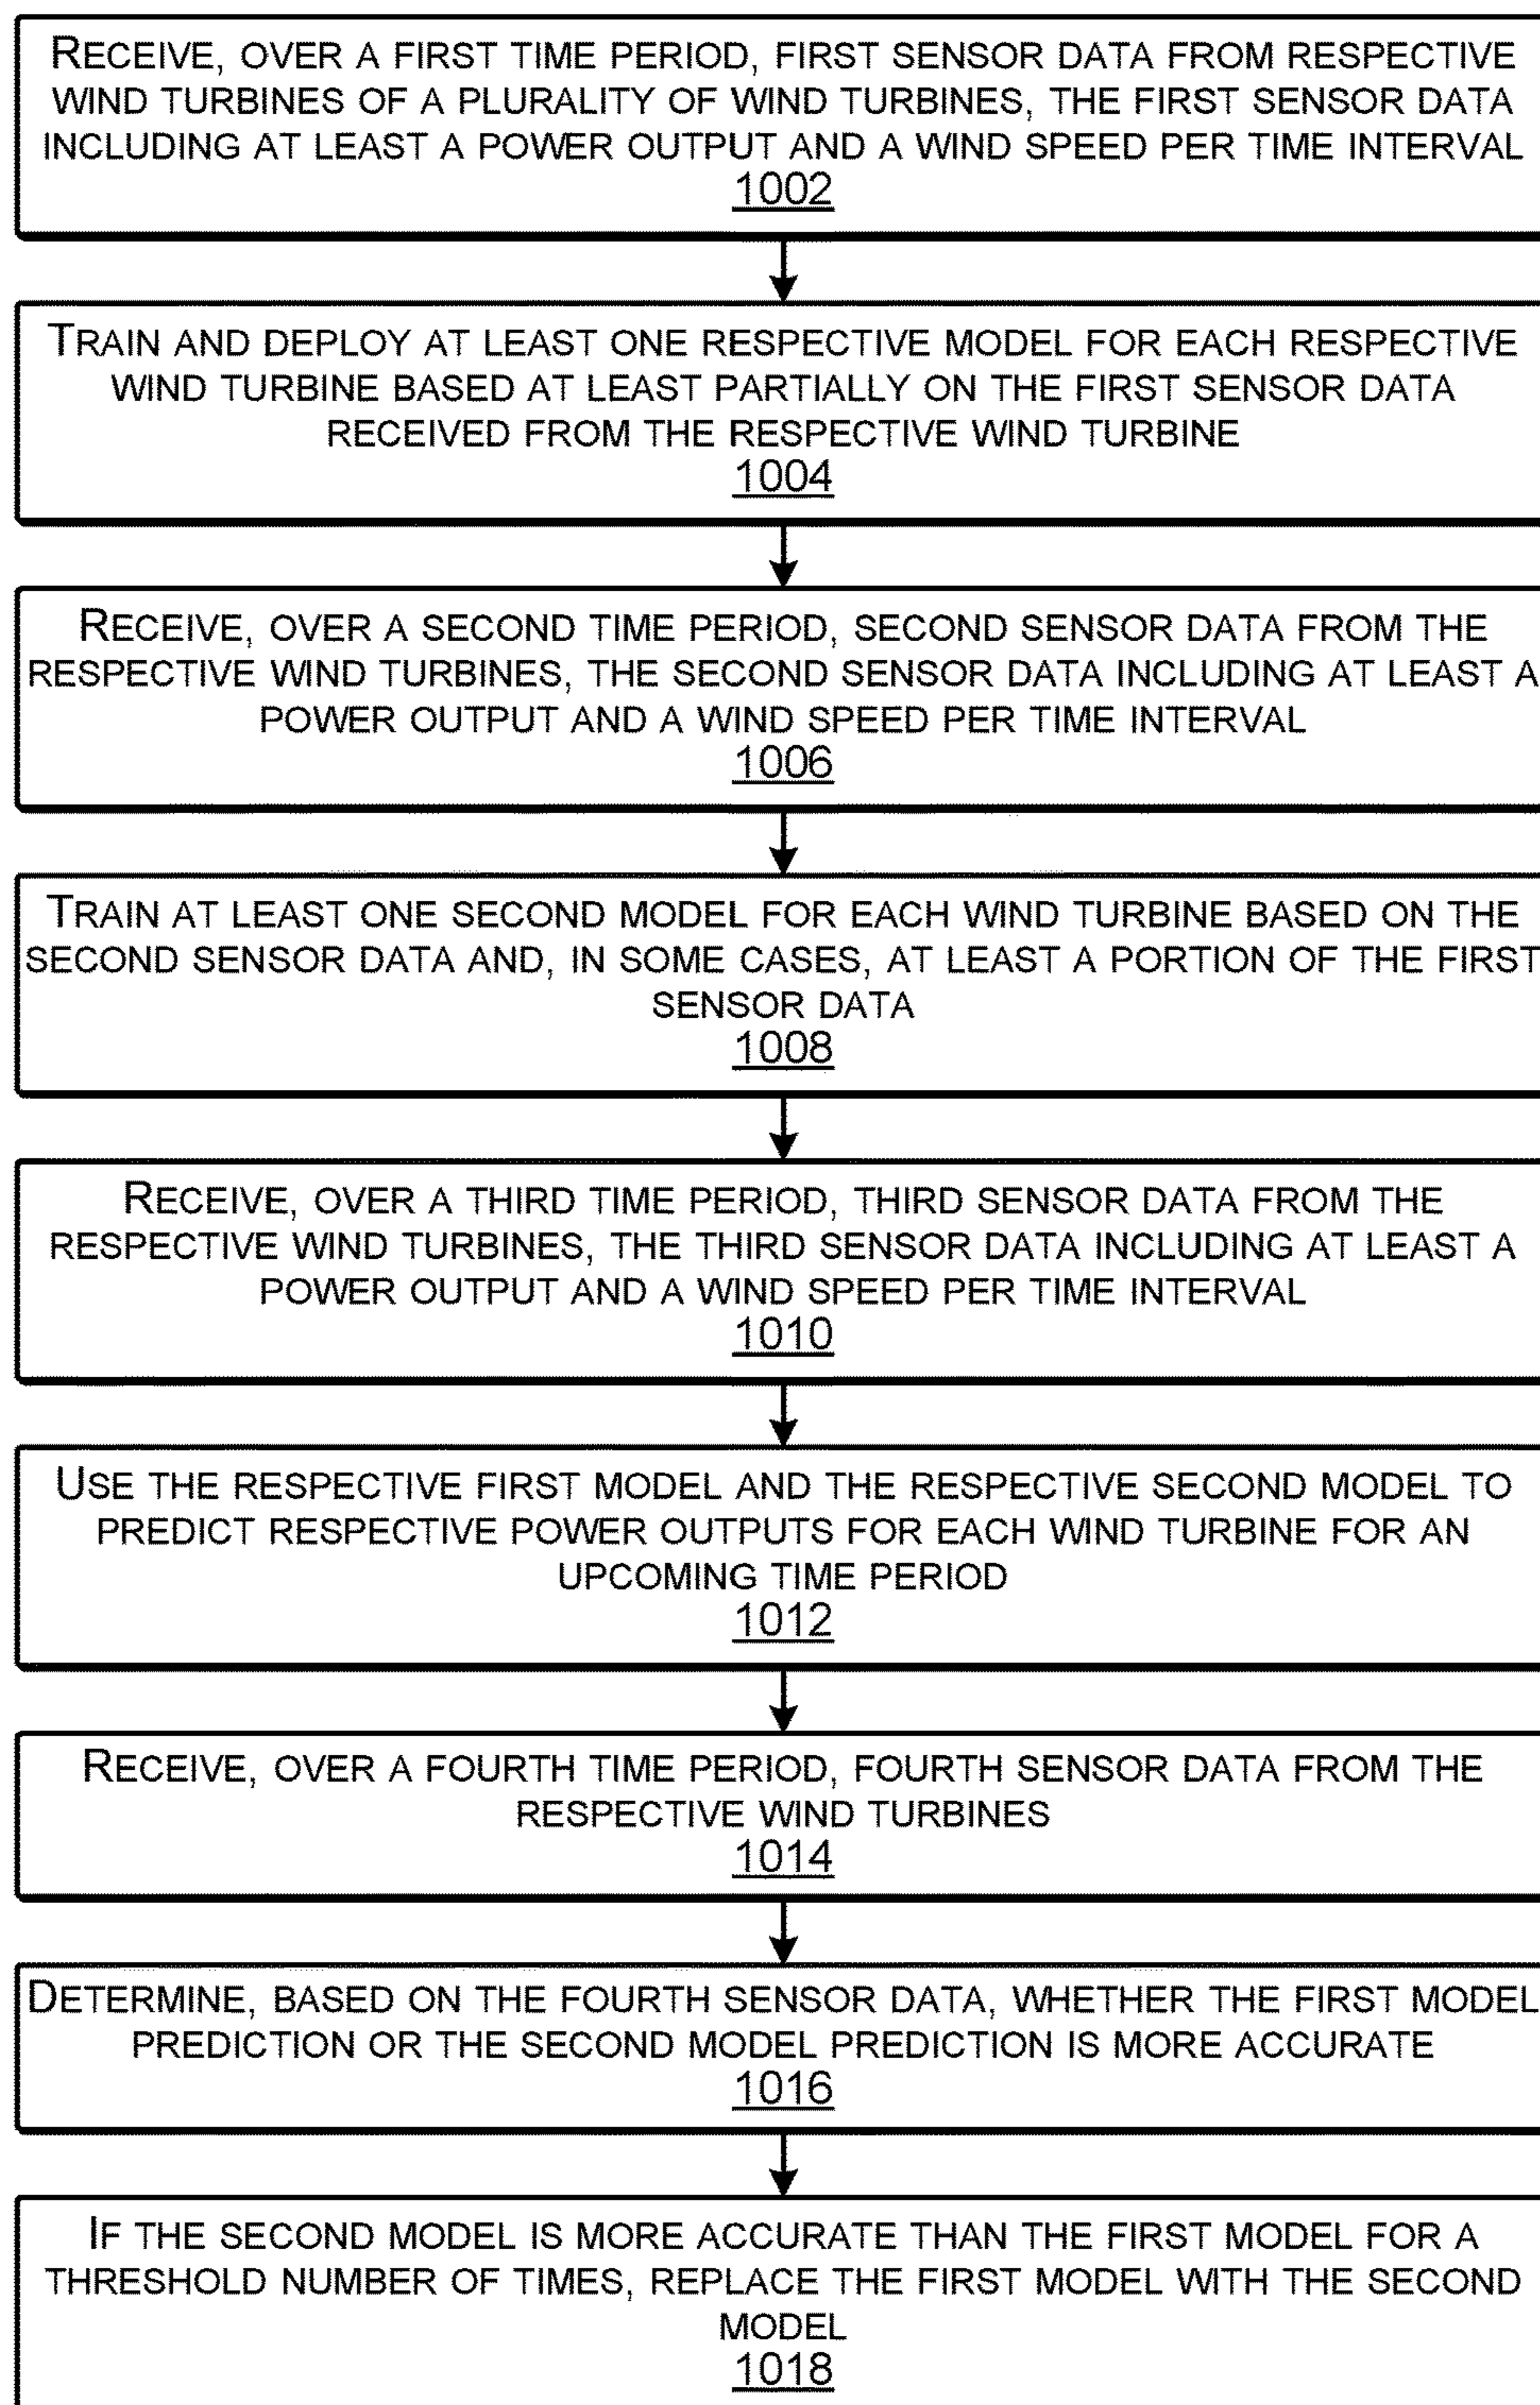 RECEIVE, OVER A FIRST TIME PERIOD, FIRST SENSOR DATA FROM RESPECTIVE
WIND TURBINES OF A PLURALITY OF WIND TURBINES, THE FIRST SENSOR DATA
INCLUDING AT LEAST A POWER OUTPUT AND A WIND SPEED PER TIME INTERVAL
1002
TRAIN AND DEPLOY AT LEAST ONE RESPECTIVE MODEL FOR EACH RESPECTIVE
WIND TURBINE BASED AT LEAST PARTIALLY ON THE FIRST SENSOR DATA
RECEIVED FROM THE RESPECTIVE WIND TURBINE
1004
RECEIVE, OVER A SECOND TIME PERIOD, SECOND SENSOR DATA FROM THE
RESPECTIVE WIND TURBINES, THE SECOND SENSOR DATA INCLUDING AT LEAST A
POWER OUTPUT AND A WIND SPEED PER TIME INTERVAL
1006
TRAIN AT LEAST ONE SECOND MODEL FOR EACH WIND TURBINE BASED ON THE
SECOND SENSOR DATA AND, IN SOME CASES, AT LEAST A PORTION OF THE FIRST
SENSOR DATA
1008
RECEIVE, OVER A THIRD TIME PERIOD, THIRD SENSOR DATA FROM THE
RESPECTIVE WIND TURBINES, THE THIRD SENSOR DATA INCLUDING AT LEAST A
POWER OUTPUT AND A WIND SPEED PER TIME INTERVAL
1010
USE THE RESPECTIVE FIRST MODEL AND THE RESPECTIVE SECOND MODEL TO
PREDICT RESPECTIVE POWER OUTPUTS FOR EACH WIND TURBINE FOR AN
UPCOMING TIME PERIOD
1012
RECEIVE, OVER A FOURTH TIME PERIOD, FOURTH SENSOR DATA FROM THE
RESPECTIVE WIND TURBINES
1014
DETERMINE, BASED ON THE FOURTH SENSOR DATA, WHETHER THE FIRST MODEL
PREDICTION OR THE SECOND MODEL PREDICTION IS MORE ACCURATE
1016
IF THE SECOND MODEL IS MORE ACCURATE THAN THE FIRST MODEL FOR A
THRESHOLD NUMBER OF TIMES, REPLACE THE FIRST MODEL WITH THE SECOND
MODEL
1018